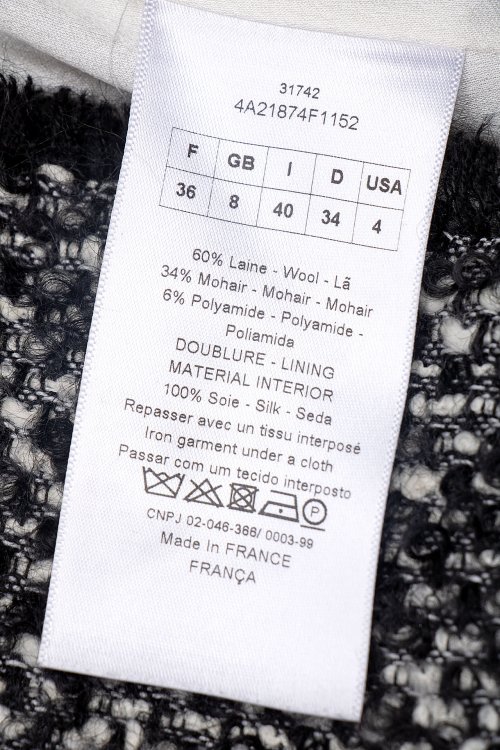 31742
4A21874F1152
F GB I D USA
36 8 40 34 4
60% Laine - Wool - Lã
34% Mohair - Mohair - Mohair
6% Polyamide - Polyamide -
Poliamida
DOUBLURE - LINING
MATERIAL INTERIOR
100% Soie - Silk - Seda
Repasser avec un tissu interposé
Iron garment under a cloth
Passar com um tecido interposto
P
CNPJ 02-046-366/ 0003-99
Made In FRANCE
FRANÇA